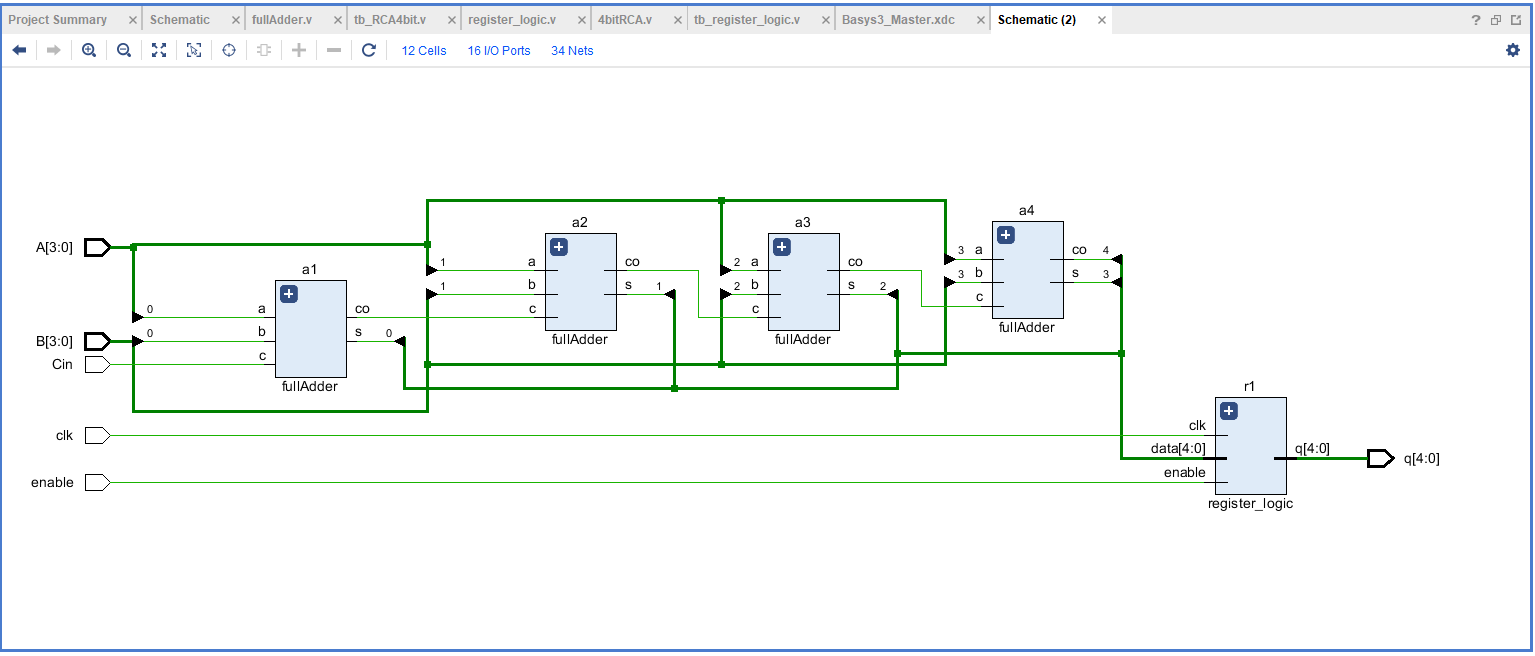 Project Summary Schematic fullAdder.v tb_RCA4bit.v register_logic.v 4bitRCA.v tb_register_logic.v Basys3_Master.xdc Schematic (2)
12 Cells 16 I/O Ports 34 Nets
a4
a2 a3
3 a co 4
A[3:0]
1 a co 2 a co
3 b s 3
a1
1 b s 1 2 b s 2
c
0 a co
c c
fullAdder
B[3:0] 0 b s 0
fullAdder fullAdder
Cin c
fullAdder
r1
clk clk
data[4:0] q[4:0] q[4:0]
enable enable
register_logic